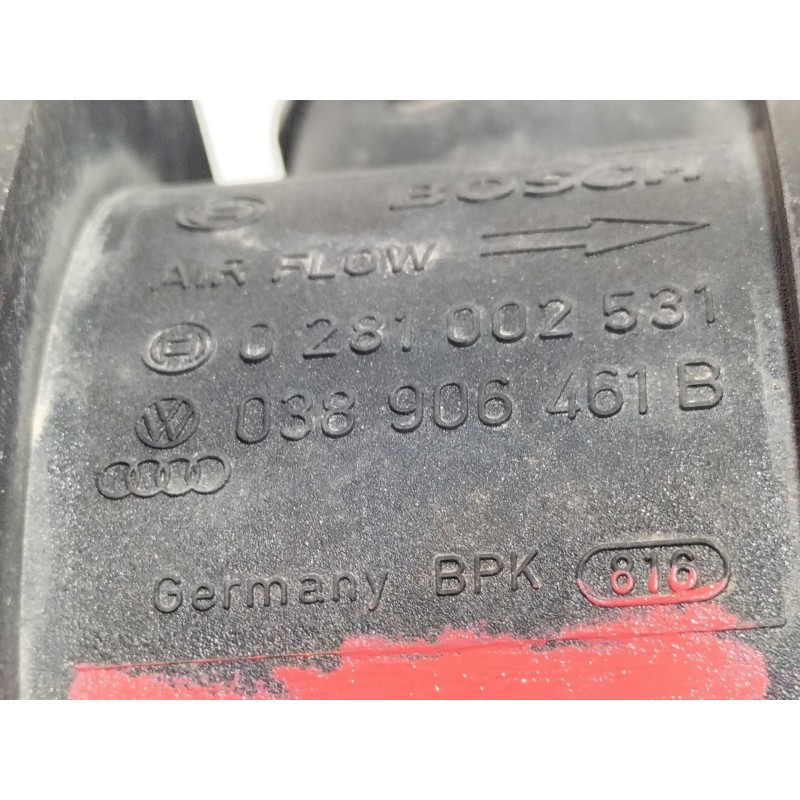 BOSCH
AIR FLOW
0 281 002 531
038 906 461 B
Germany BPK 816